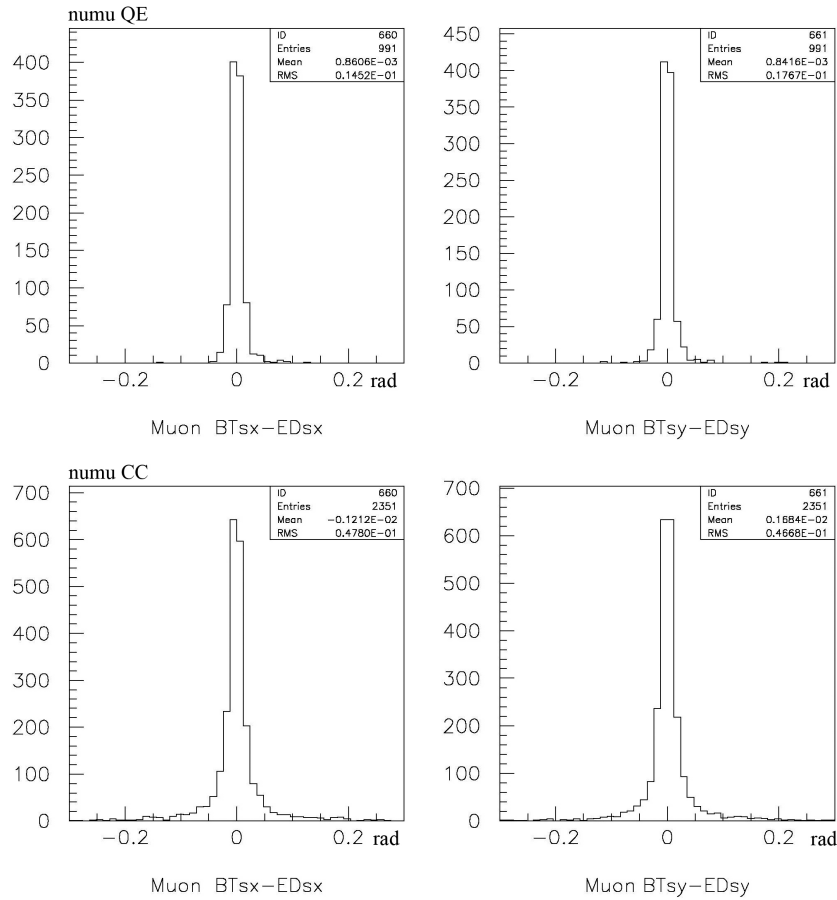 numu QE
ID 660
Entries 991
Mean 0.8606E-03
RMS 0.1452E-01
400
350
300
250
200
150
100
50
0
-0.2 0 0.2 rad
Muon BTsx-EDsx
ID 661
Entries 991
Mean 0.8416E-03
RMS 0.1767E-01
450
400
350
300
250
200
150
100
50
0
-0.2 0 0.2 rad
Muon BTsy-EDsy
numu CC
ID 660
Entries 2351
Mean -0.1212E-02
RMS 0.4780E-01
700
600
500
400
300
200
100
0
-0.2 0 0.2 rad
Muon BTsx-EDsx
ID 661
Entries 2351
Mean 0.1684E-02
RMS 0.4668E-01
700
600
500
400
300
200
100
0
-0.2 0 0.2 rad
Muon BTsy-EDsy